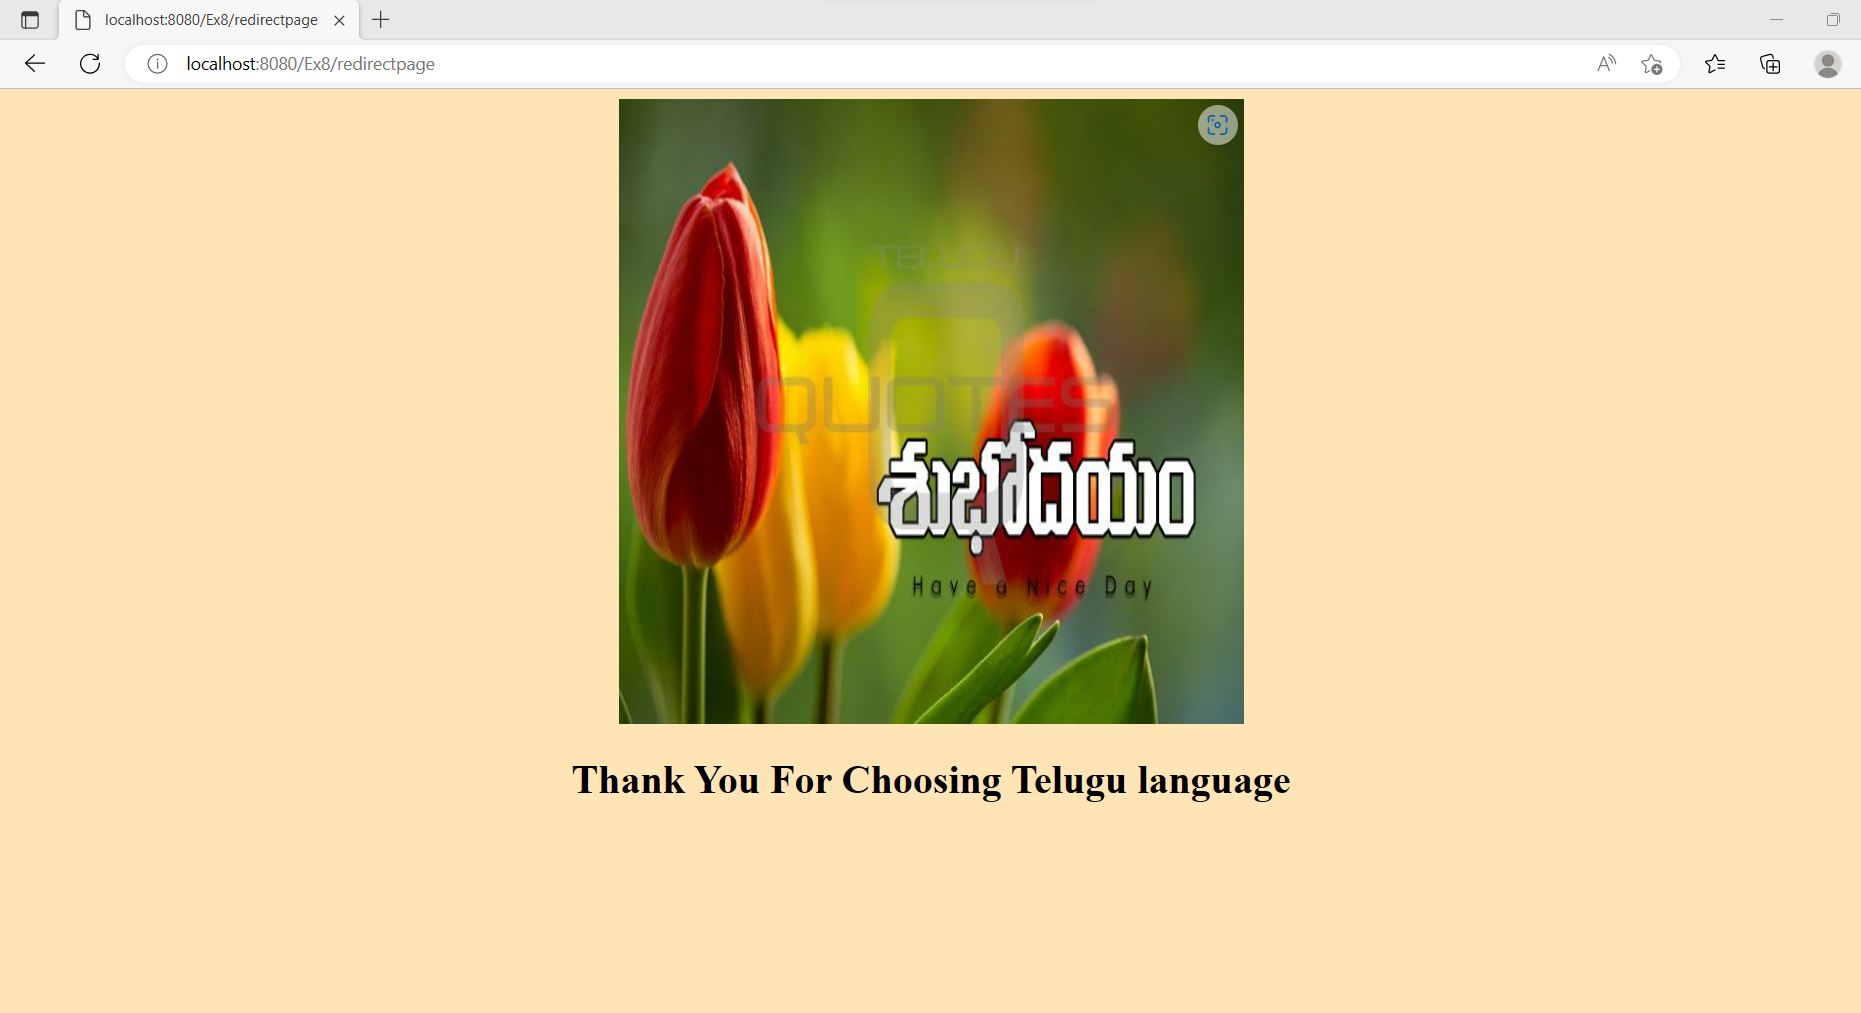 localhost:8080/Ex8/redirectpage
localhost:8080/Ex8/redirectpage
TELUGU
QUOTES
శుభోదయం
Have a Nice Day
Thank You For Choosing Telugu language